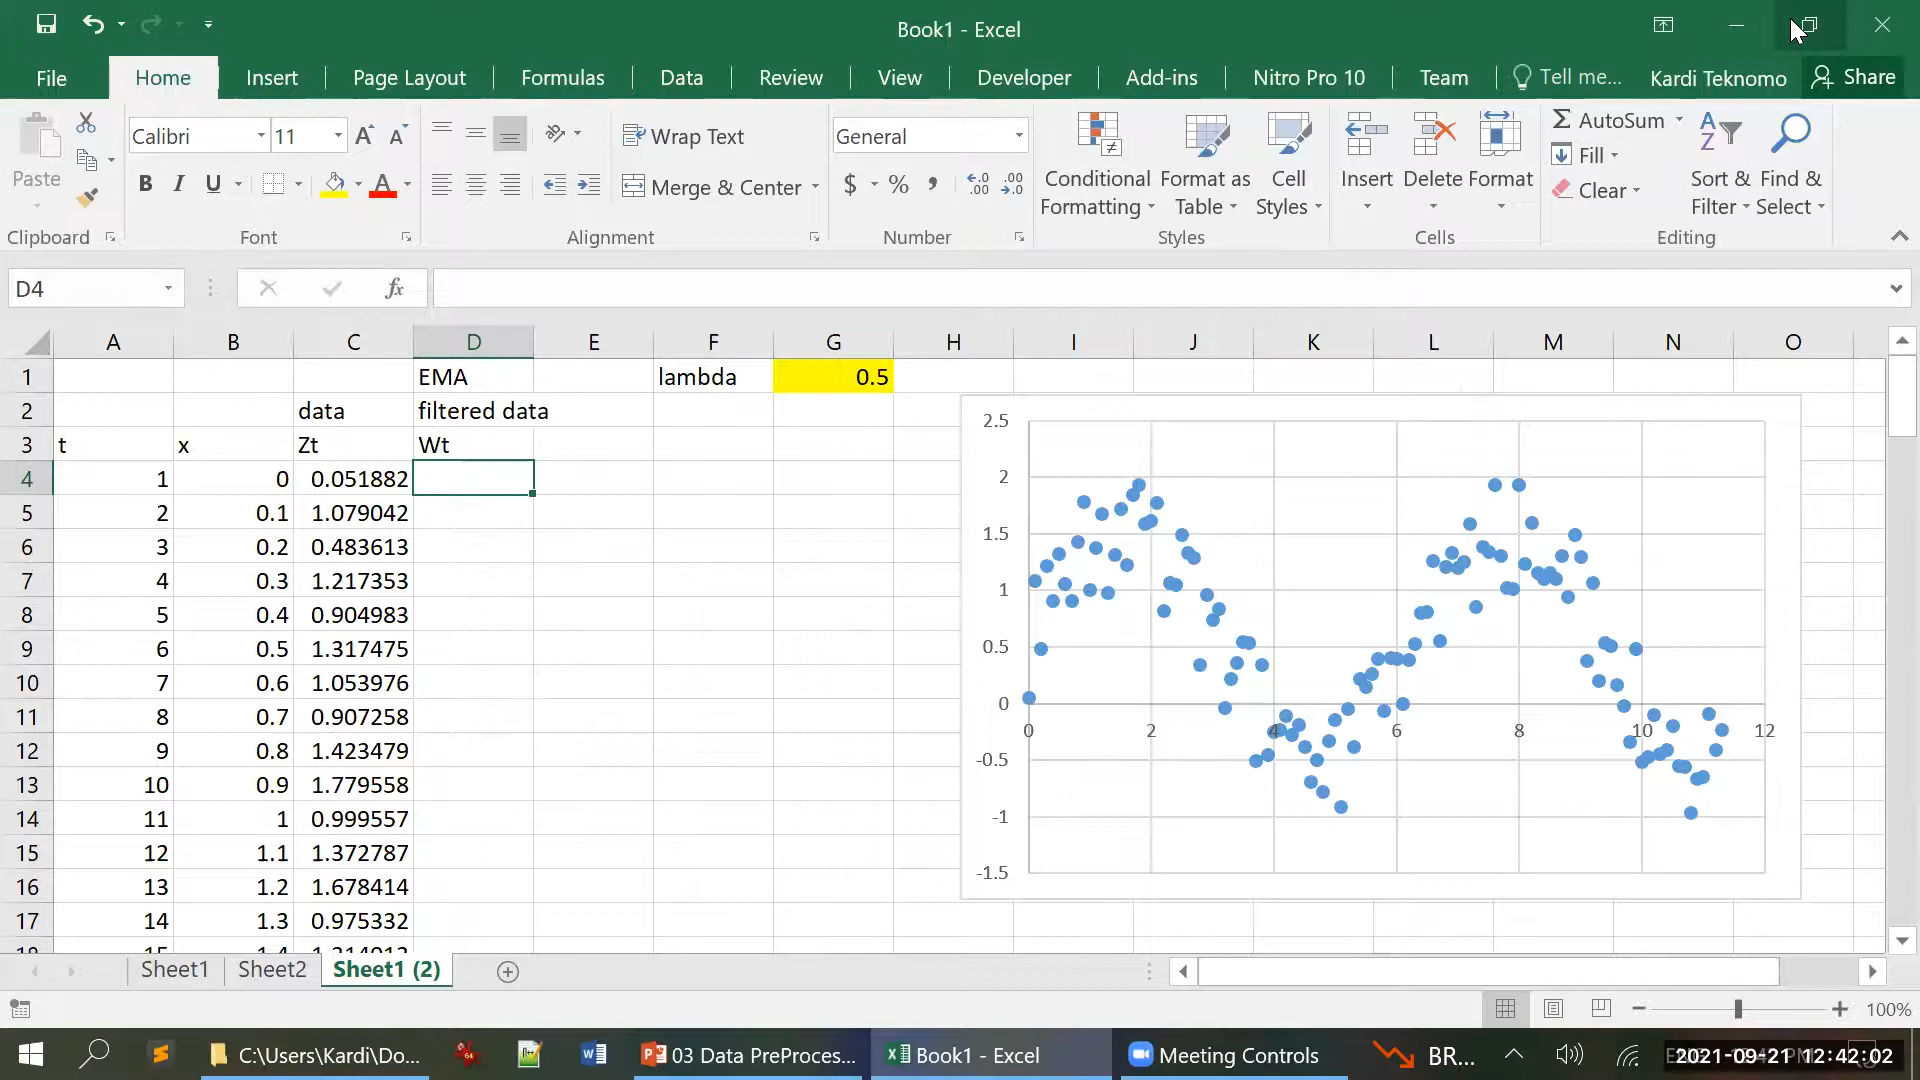 Book1 - Excel
File Home Insert Page Layout Formulas Data Review View Developer Add-ins Nitro Pro 10 Team Tell me... Kardi Teknomo Share
Paste
Clipboard
Calibri 11
B I U A
Font
Wrap Text
Merge & Center
Alignment
General
$ % , .00 .00
Number
Conditional Formatting
Format as Table
Cell Styles
Styles
Insert Delete Format
Cells
AutoSum
Fill
Clear
Sort & Filter
Find & Select
Editing
D4 fx
A B C D E F G H I J K L M N O
1 EMA lambda 0.5
2 data filtered data
3 t x Zt Wt
4 1 0 0.051882
5 2 0.1 1.079042
6 3 0.2 0.483613
7 4 0.3 1.217353
8 5 0.4 0.904983
9 6 0.5 1.317475
10 7 0.6 1.053976
11 8 0.7 0.907258
12 9 0.8 1.423479
13 10 0.9 1.779558
14 11 1 0.999557
15 12 1.1 1.372787
16 13 1.2 1.678414
17 14 1.3 0.975332
2.5
2
1.5
1
0.5
0
-0.5
-1
-1.5
0 2 4 6 8 10 12
Sheet1 Sheet2 Sheet1 (2)
100%
C:\Users\Kardi\Do... 64 03 Data PreProces... Book1 - Excel Meeting Controls BR... 2021-09-21 12:42:02